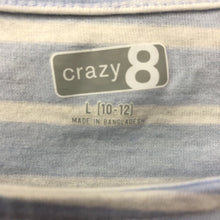 crazy 8
L (10-12)
MADE IN BANGLADESH